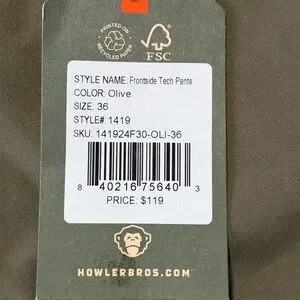 PRINTED ON
RECYCLED PAPER
FSC
STYLE NAME: Frontside Tech Pants
COLOR: Olive
SIZE: 36
STYLE# 1419
SKU: 141924F30-OLI-36
8 40216 75640 3
PRICE: $119
HOWLERBROS.COM